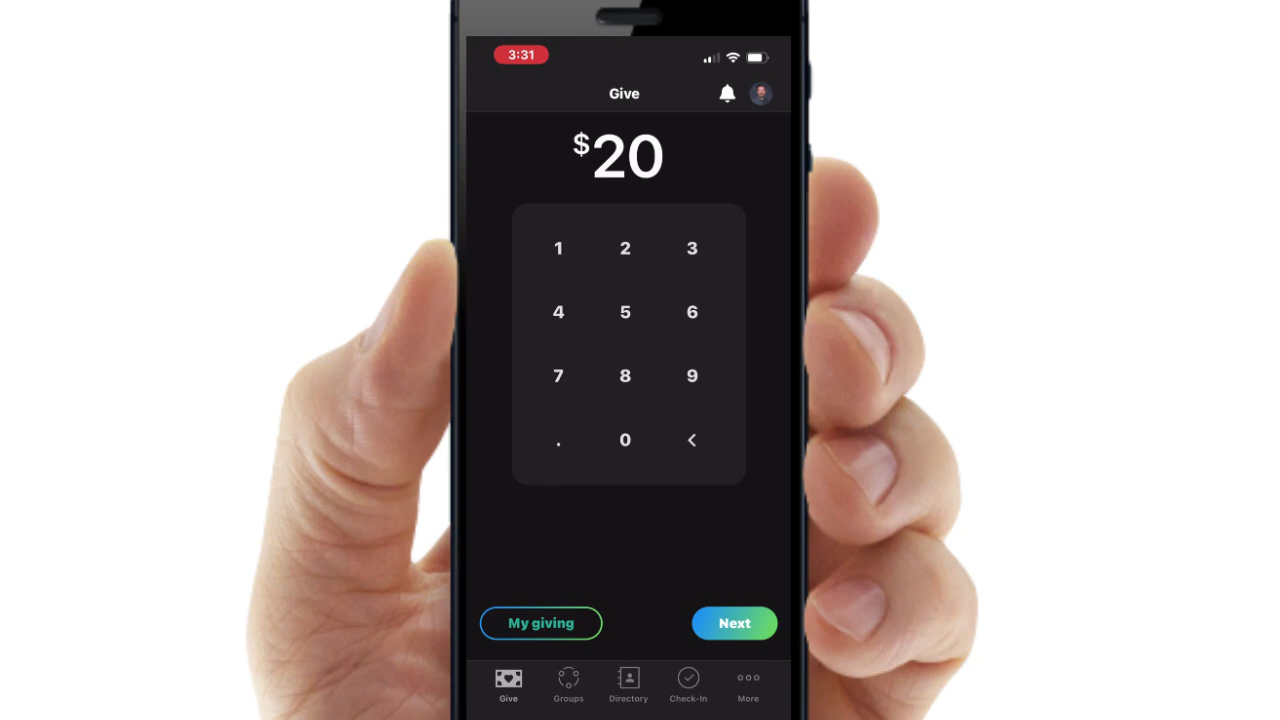 3:31
Give
$20
1 2 3
4 5 6
7 8 9
. 0 <
My giving Next
Give Groups Directory Check-In More